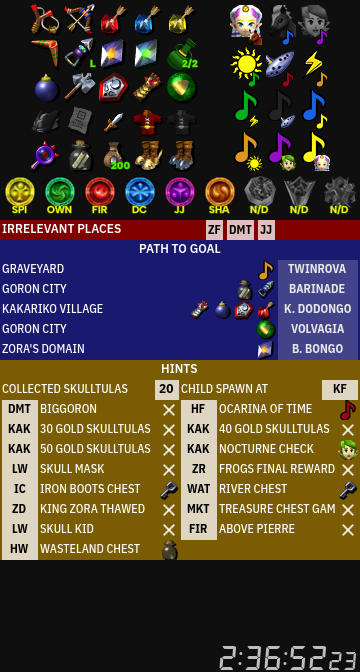 L 2/2
200
SPI OWN FIR DC JJ SHA N/D N/D N/D
IRRELEVANT PLACES ZF DMT JJ
PATH TO GOAL
GRAVEYARD TWINROVA
GORON CITY BARINADE
KAKARIKO VILLAGE K. DODONGO
GORON CITY VOLVAGIA
ZORA'S DOMAIN B. BONGO
HINTS
COLLECTED SKULLTULAS 20 CHILD SPAWN AT KF
DMT BIGGORON HF OCARINA OF TIME
KAK 30 GOLD SKULLTULAS KAK 40 GOLD SKULLTULAS
KAK 50 GOLD SKULLTULAS KAK NOCTURNE CHECK
LW SKULL MASK ZR FROGS FINAL REWARD
IC IRON BOOTS CHEST WAT RIVER CHEST
ZD KING ZORA THAWED MKT TREASURE CHEST GAM
LW SKULL KID FIR ABOVE PIERRE
HW WASTELAND CHEST
2:36:52 23